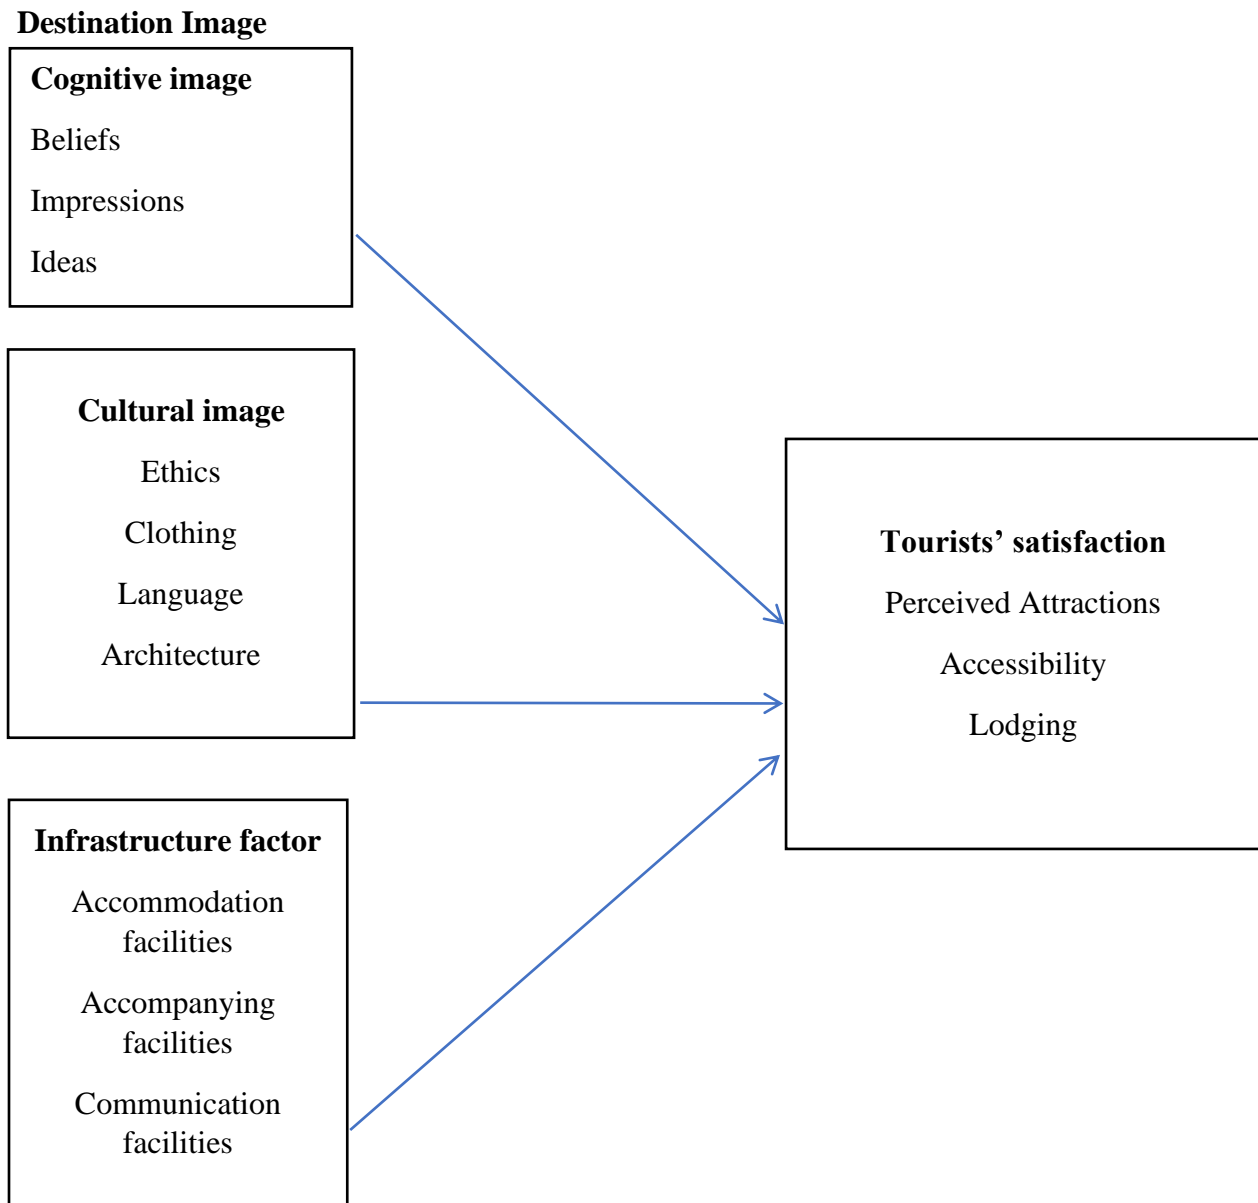 Destination Image
Cognitive image
Beliefs
Impressions
Ideas
Cultural image
Ethics
Clothing
Language
Architecture
Infrastructure factor
Accommodation
facilities
Accompanying
facilities
Communication
facilities
Tourists’ satisfaction
Perceived Attractions
Accessibility
Lodging